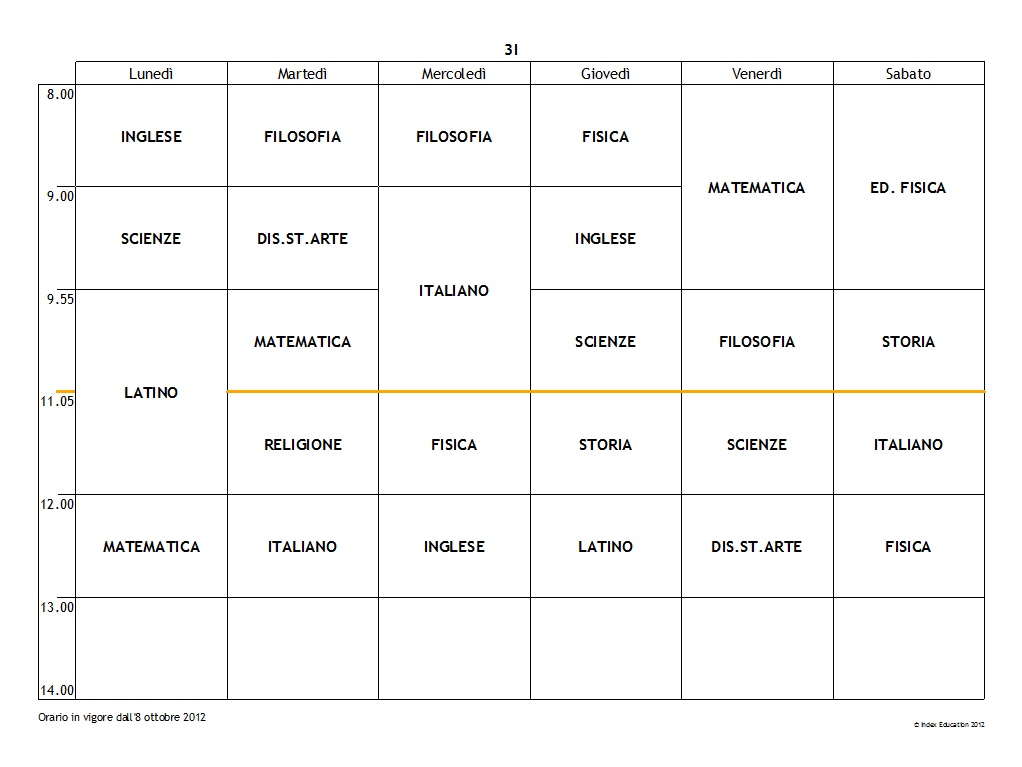 3I
Lunedì Martedì Mercoledì Giovedì Venerdì Sabato
8.00
INGLESE FILOSOFIA FILOSOFIA FISICA
MATEMATICA ED. FISICA
9.00
SCIENZE DIS.ST.ARTE INGLESE
ITALIANO
9.55
MATEMATICA SCIENZE FILOSOFIA STORIA
LATINO
11.05
RELIGIONE FISICA STORIA SCIENZE ITALIANO
12.00
MATEMATICA ITALIANO INGLESE LATINO DIS.ST.ARTE FISICA
13.00
14.00
Orario in vigore dall'8 ottobre 2012
© Index Education 2012